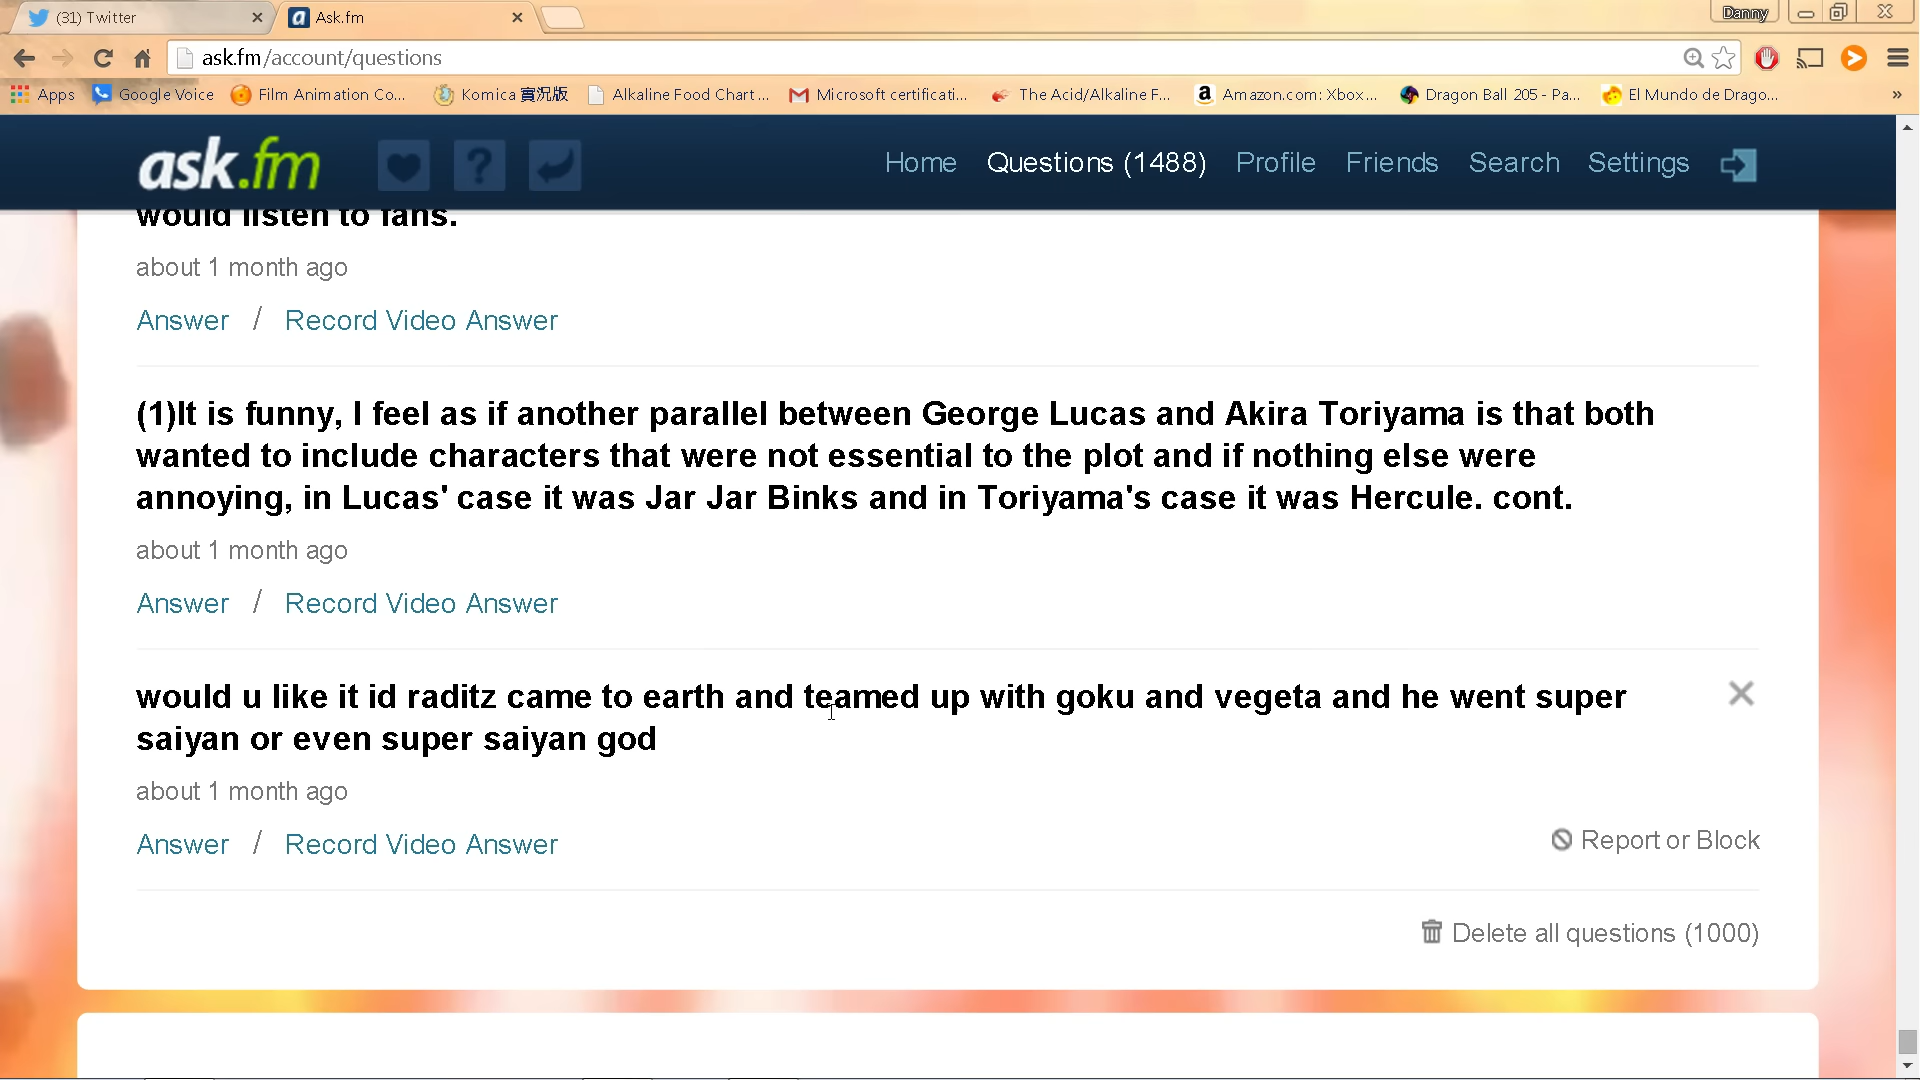 (31) Twitter
Ask.fm
Danny
ask.fm/account/questions
Apps
Google Voice
Film Animation Co...
Komica 實況版
Alkaline Food Chart ...
Microsoft certificati...
The Acid/Alkaline F...
Amazon.com: Xbox...
Dragon Ball 205 - Pa...
El Mundo de Drago...
»
ask.fm
Home
Questions (1488)
Profile
Friends
Search
Settings
would listen to fans.
about 1 month ago
Answer / Record Video Answer
(1)It is funny, I feel as if another parallel between George Lucas and Akira Toriyama is that both
wanted to include characters that were not essential to the plot and if nothing else were
annoying, in Lucas' case it was Jar Jar Binks and in Toriyama's case it was Hercule. cont.
about 1 month ago
Answer / Record Video Answer
would u like it id raditz came to earth and teamed up with goku and vegeta and he went super
saiyan or even super saiyan god
about 1 month ago
Answer / Record Video Answer
Report or Block
Delete all questions (1000)